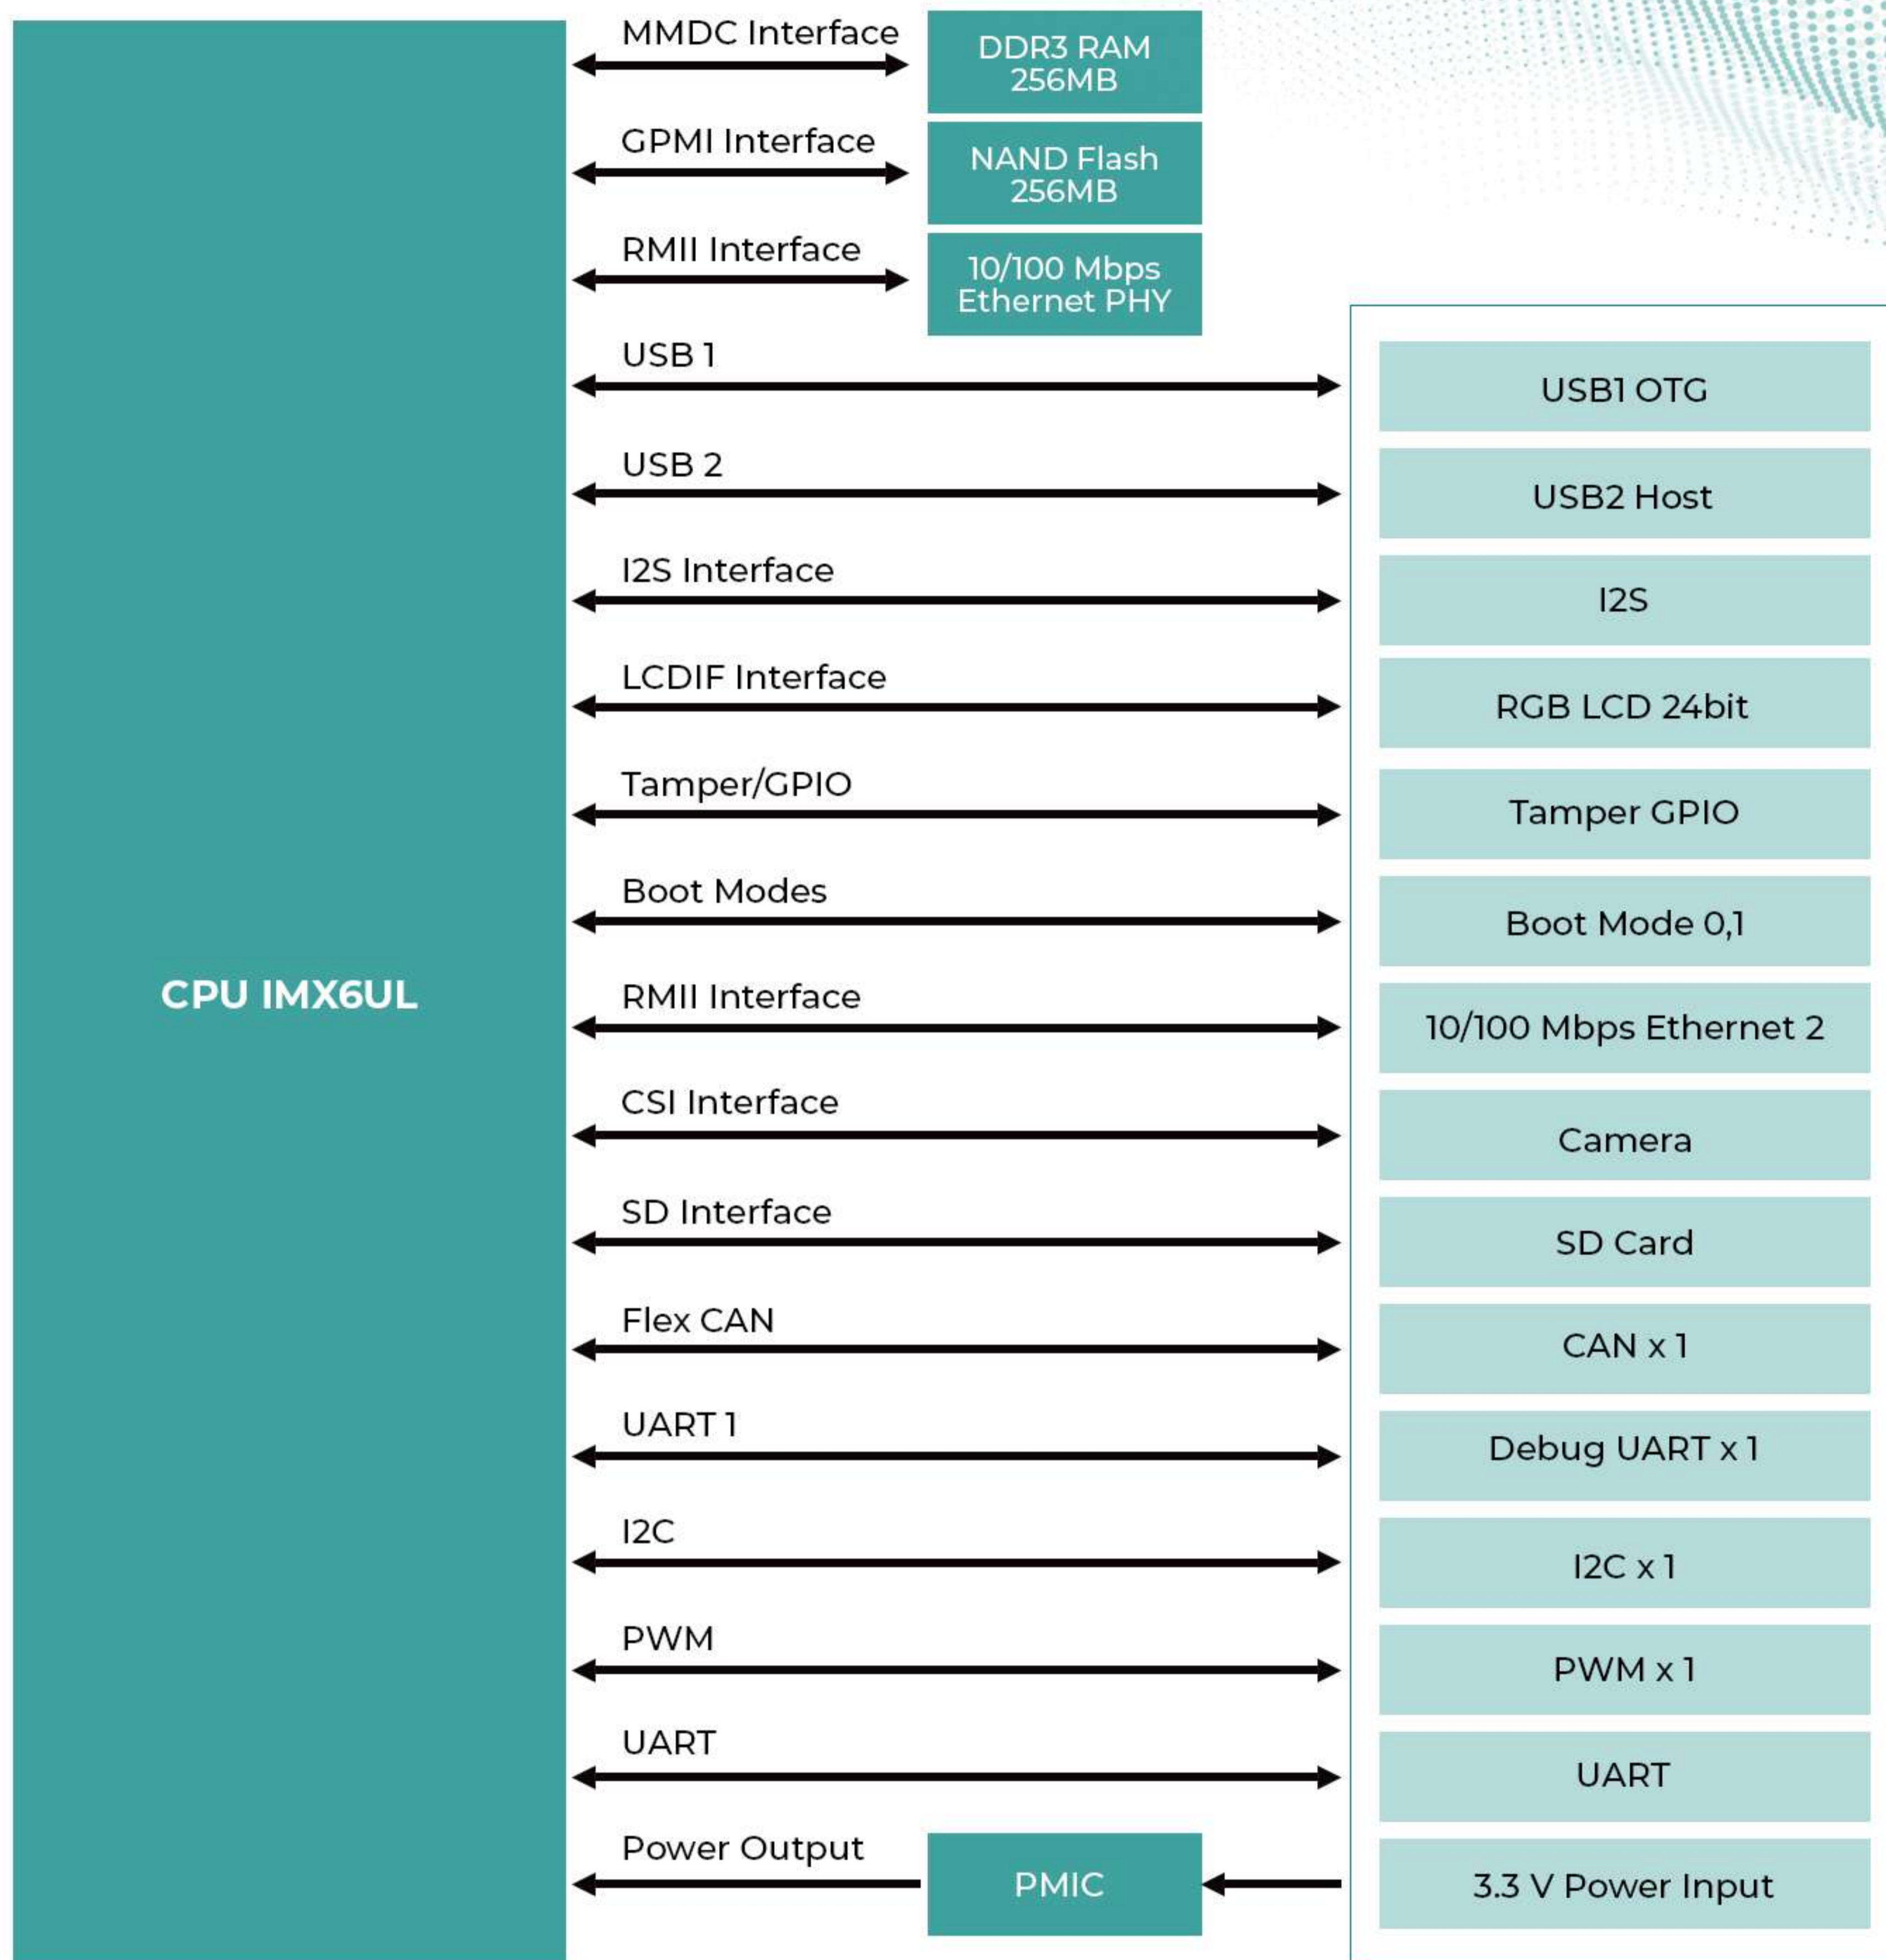 MMDC Interface
DDR3 RAM
256MB
GPMI Interface
NAND Flash
256MB
RMII Interface
10/100 Mbps
Ethernet PHY
USB 1
USB1 OTG
USB 2
USB2 Host
I2S Interface
I2S
LCDIF Interface
RGB LCD 24bit
Tamper/GPIO
Tamper GPIO
Boot Modes
Boot Mode 0,1
CPU IMX6UL
RMII Interface
10/100 Mbps Ethernet 2
CSI Interface
Camera
SD Interface
SD Card
Flex CAN
CAN x 1
UART 1
Debug UART x 1
I2C
I2C x 1
PWM
PWM x 1
UART
UART
Power Output
PMIC
3.3 V Power Input